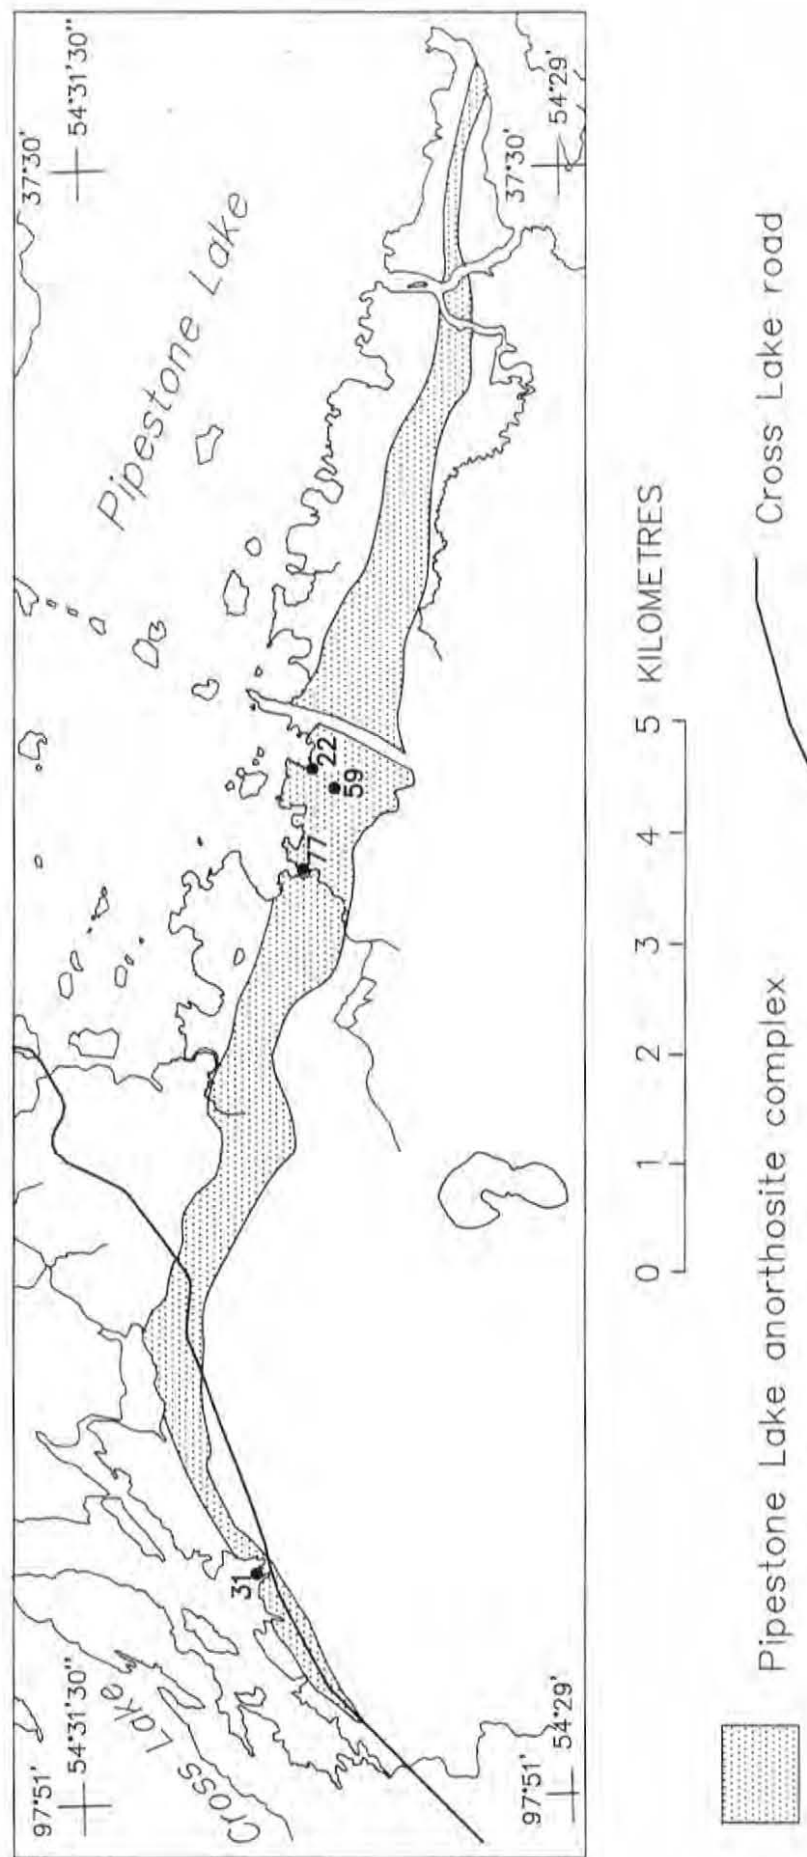 97°51'
54°31'30"
37°30'
54°31'30"
Cross Lake
Pipestone Lake
31
77
59
22
97°51'
54°29'
37°30'
54°29'
0 1 2 3 4 5 KILOMETRES
Pipestone Lake anorthosite complex
Cross Lake road